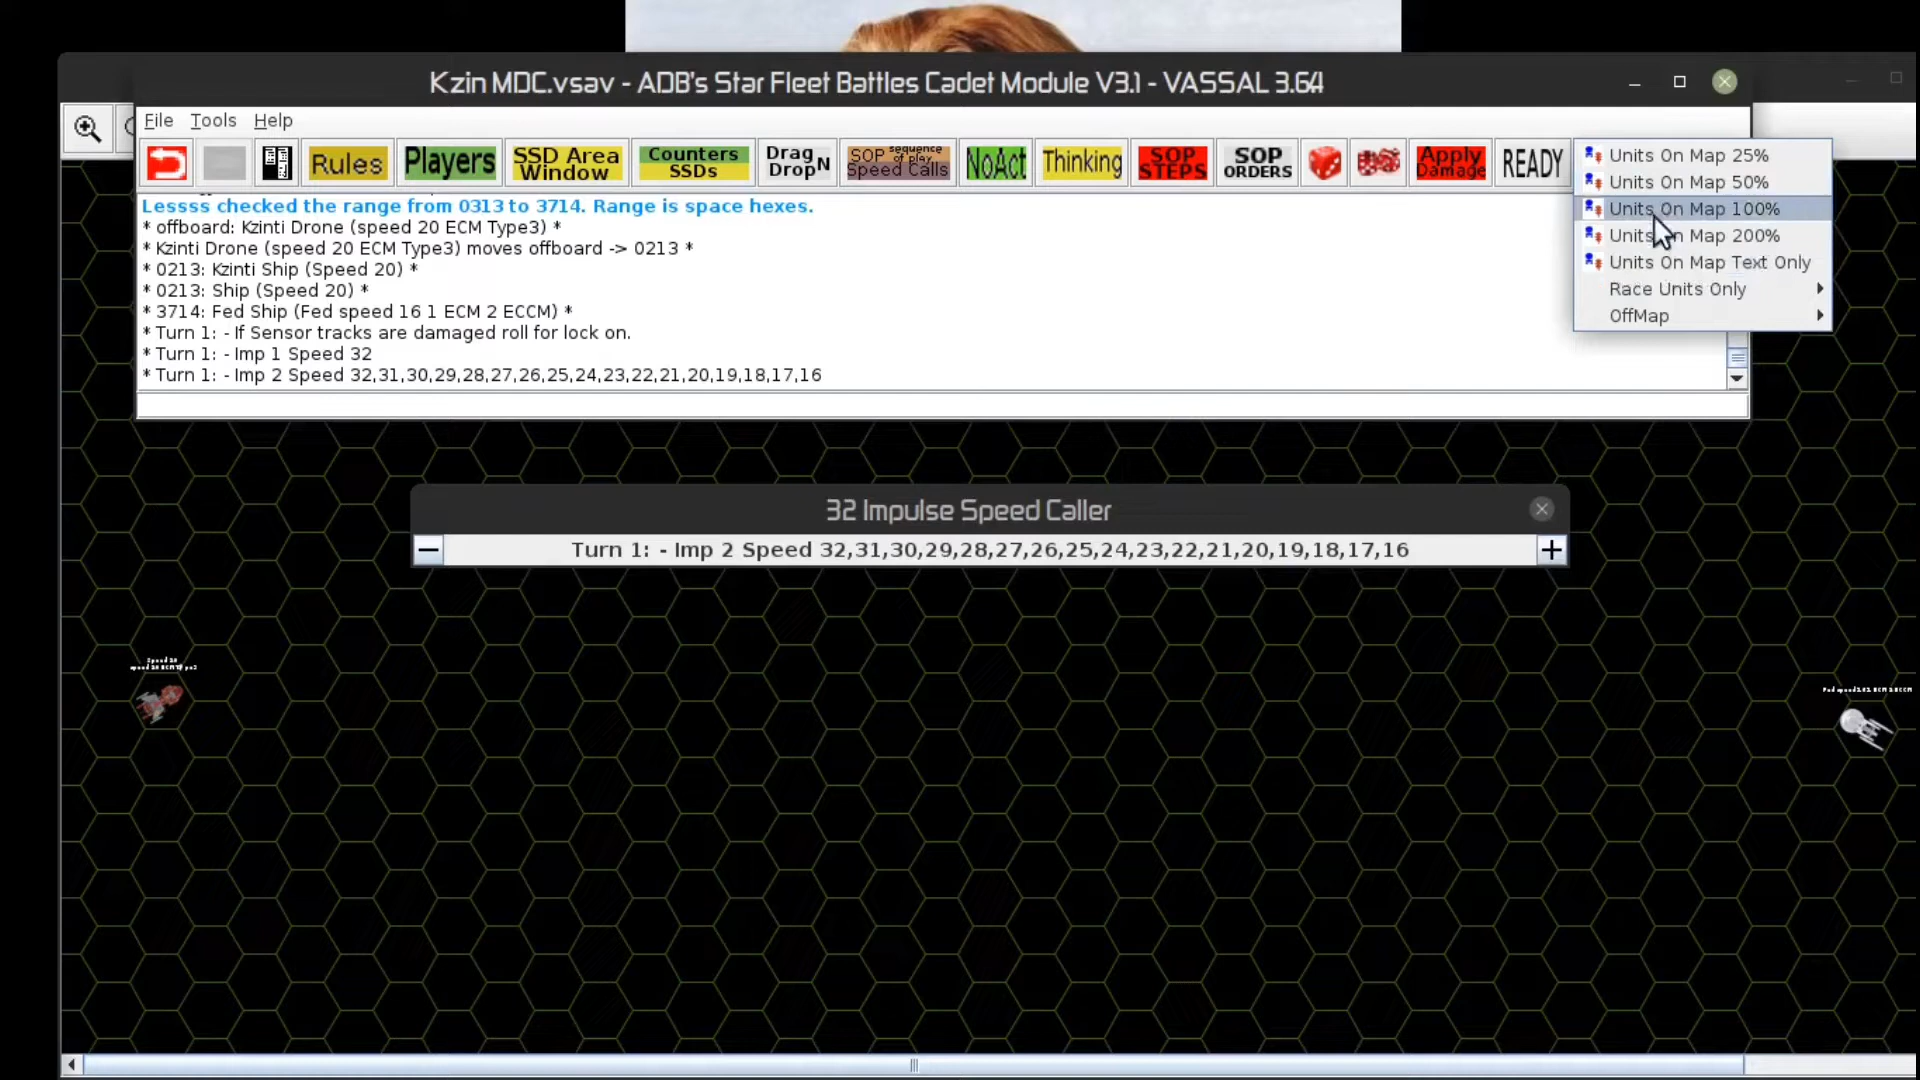 Kzin MDC.vsav - ADB's Star Fleet Battles Cadet Module V3.1 - VASSAL 3.6.4
File Tools Help
Rules
Players
SSD Area
Window
Counters
SSDs
Drag
N
Drop
SOP sequence of play
Speed Calls
NoAct
Thinking
SOP
STEPS
SOP
ORDERS
Apply
Damage
READY
Units On Map 25%
Units On Map 50%
Units On Map 100%
Units On Map 200%
Units On Map Text Only
Race Units Only
OffMap
Lessss checked the range from 0313 to 3714. Range is space hexes.
* offboard: Kzinti Drone (speed 20 ECM Type3) *
* Kzinti Drone (speed 20 ECM Type3) moves offboard -> 0213 *
* 0213: Kzinti Ship (Speed 20) *
* 0213: Ship (Speed 20) *
* 3714: Fed Ship (Fed speed 16 1 ECM 2 ECCM) *
* Turn 1: - If Sensor tracks are damaged roll for lock on.
* Turn 1: - Imp 1 Speed 32
* Turn 1: - Imp 2 Speed 32,31,30,29,28,27,26,25,24,23,22,21,20,19,18,17,16
32 Impulse Speed Caller
Turn 1: - Imp 2 Speed 32,31,30,29,28,27,26,25,24,23,22,21,20,19,18,17,16
Speed 20